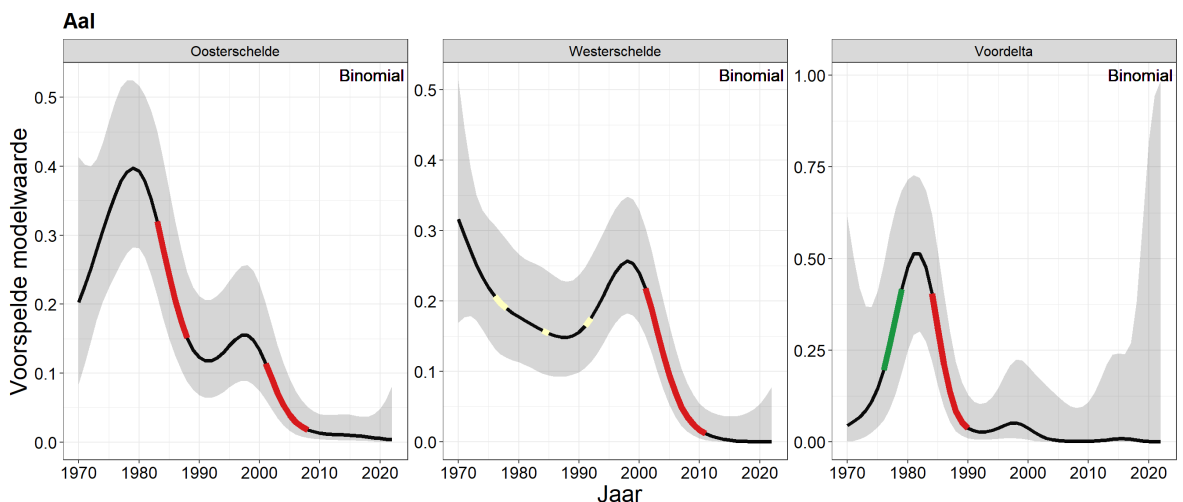 Aal
Oosterschelde
Westerschelde
Voordelta
Binomial
Binomial
Binomial
Voorspelde modelwaarde
0.5
0.4
0.3
0.2
0.1
0.0
0.5
0.4
0.3
0.2
0.1
0.0
1.00
0.75
0.50
0.25
0.00
1970 1980 1990 2000 2010 2020
1970 1980 1990 2000 2010 2020
1970 1980 1990 2000 2010 2020
Jaar